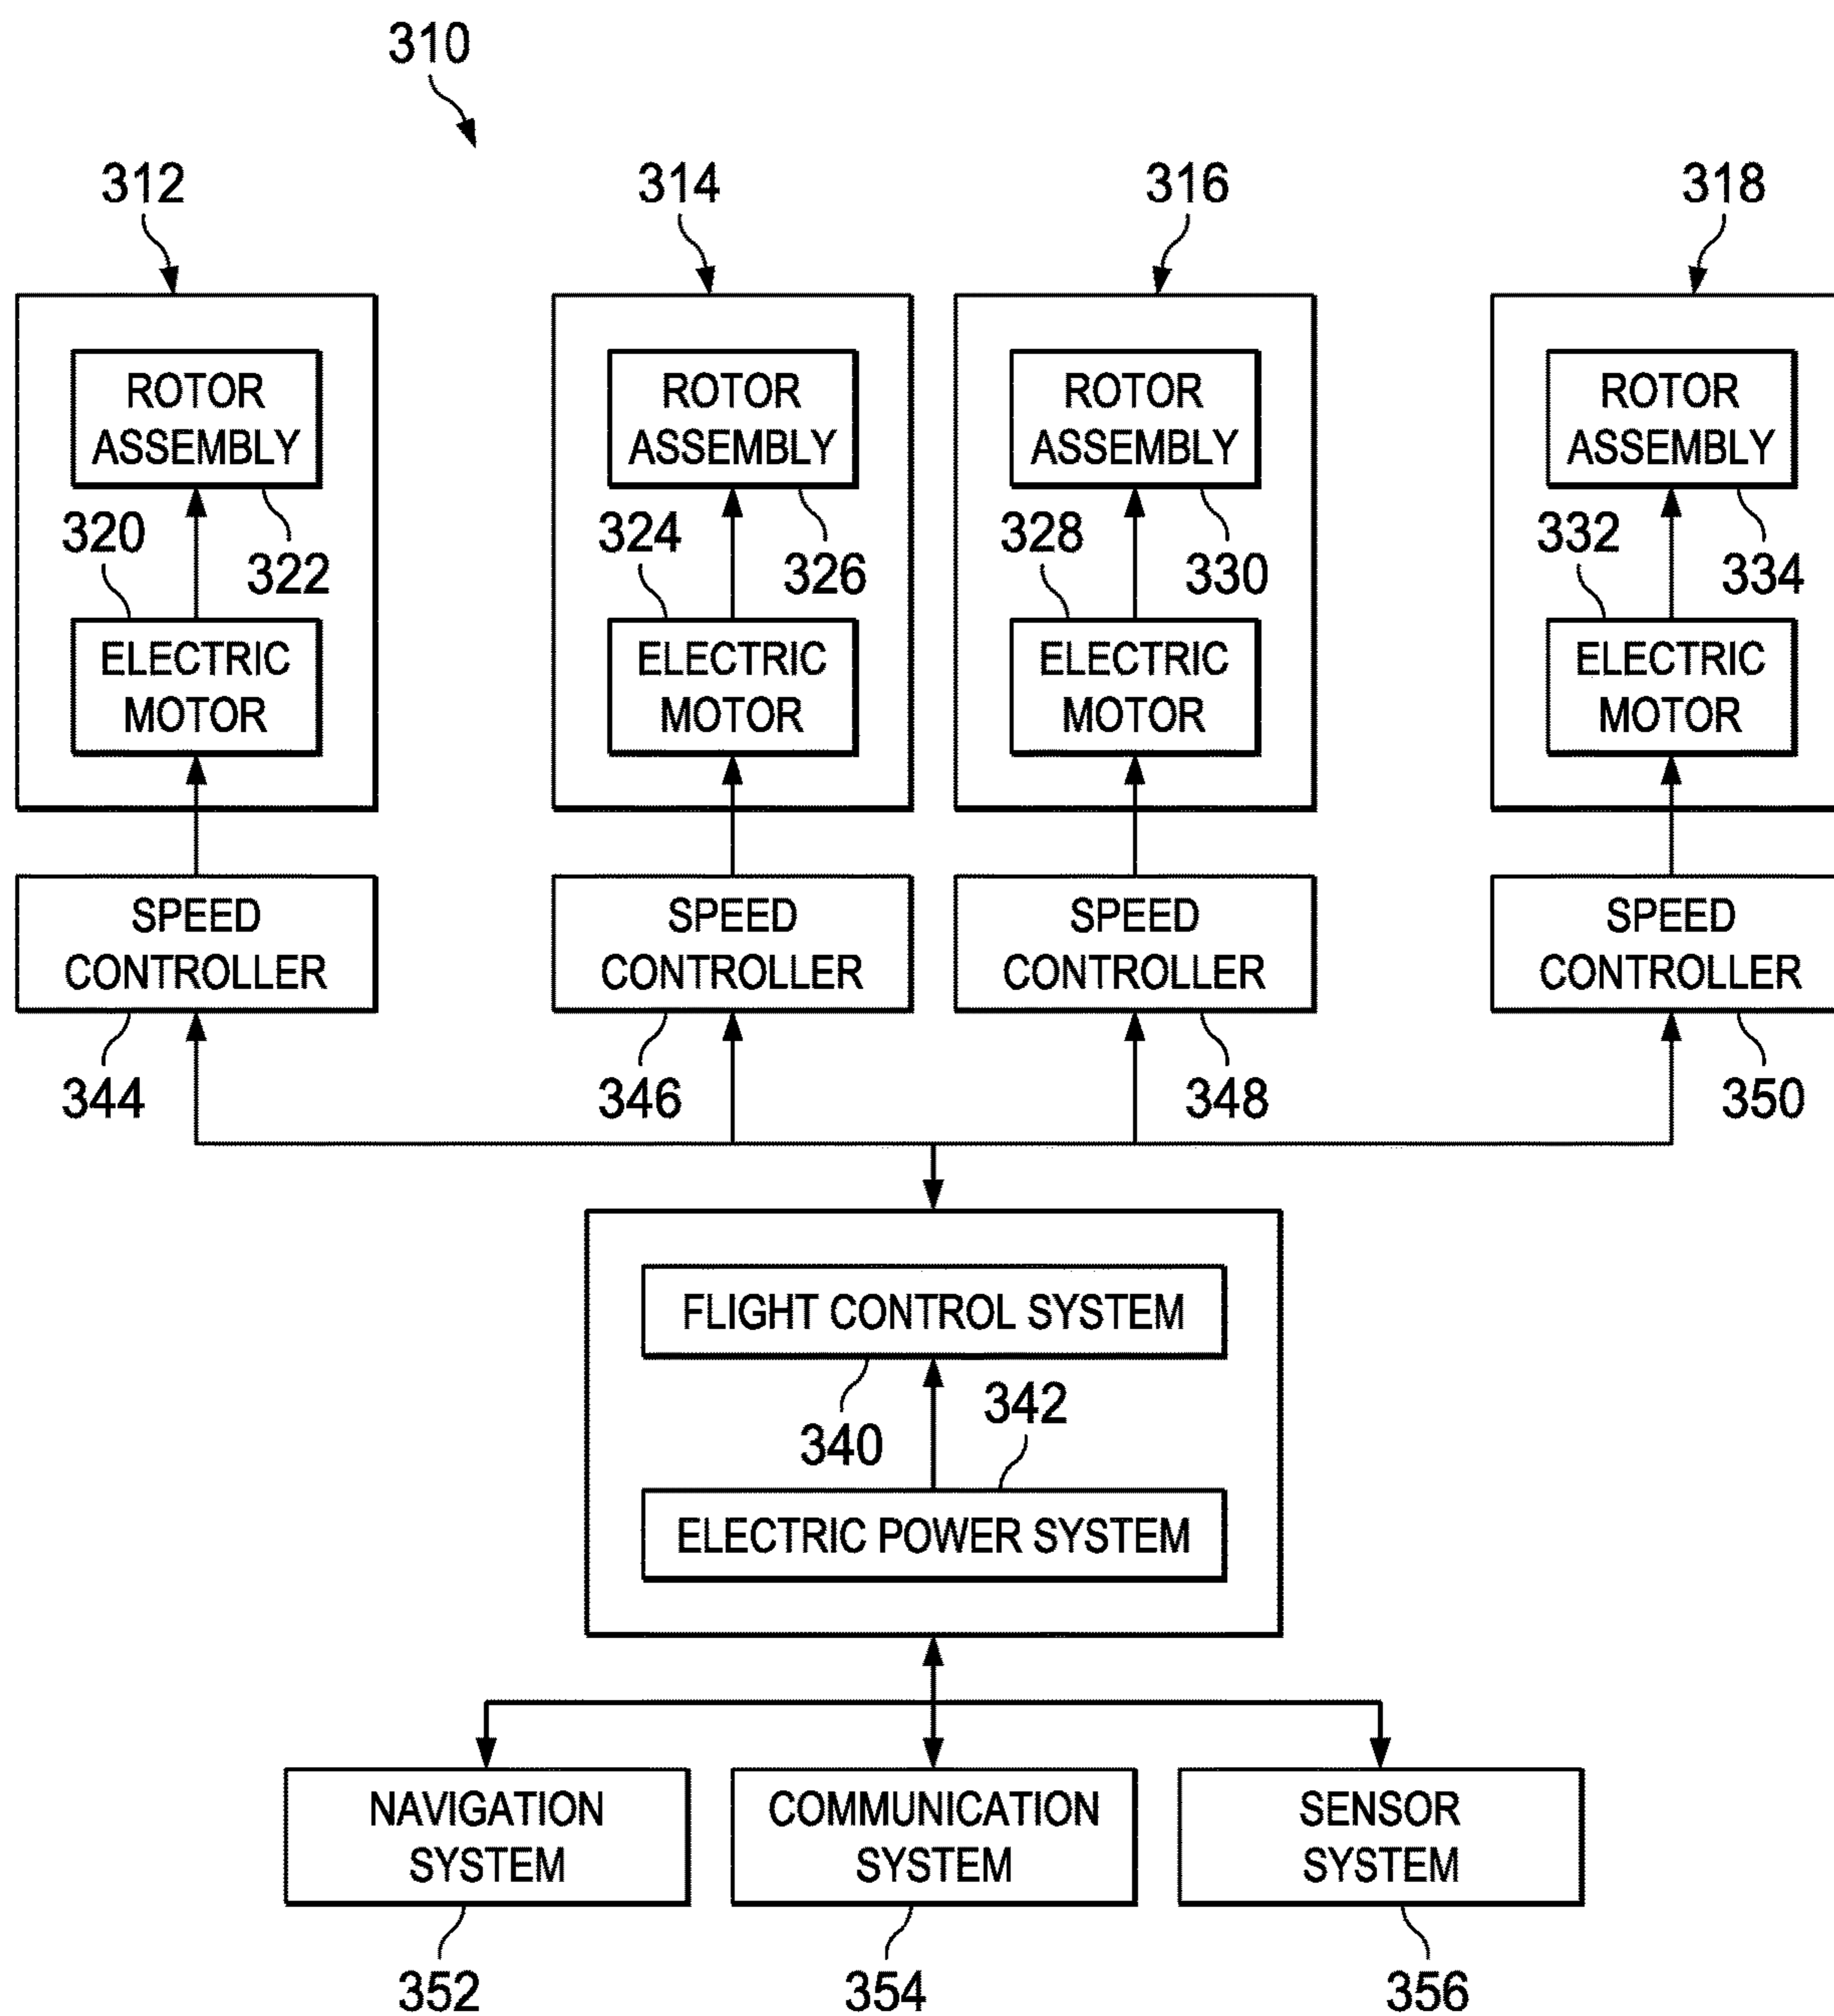 310
312
314
316
318
ROTOR
ASSEMBLY
ROTOR
ASSEMBLY
ROTOR
ASSEMBLY
ROTOR
ASSEMBLY
320
322
324
326
328
330
332
334
ELECTRIC
MOTOR
ELECTRIC
MOTOR
ELECTRIC
MOTOR
ELECTRIC
MOTOR
SPEED
CONTROLLER
SPEED
CONTROLLER
SPEED
CONTROLLER
SPEED
CONTROLLER
344
346
348
350
FLIGHT CONTROL SYSTEM
340
342
ELECTRIC POWER SYSTEM
NAVIGATION
SYSTEM
COMMUNICATION
SYSTEM
SENSOR
SYSTEM
352
354
356